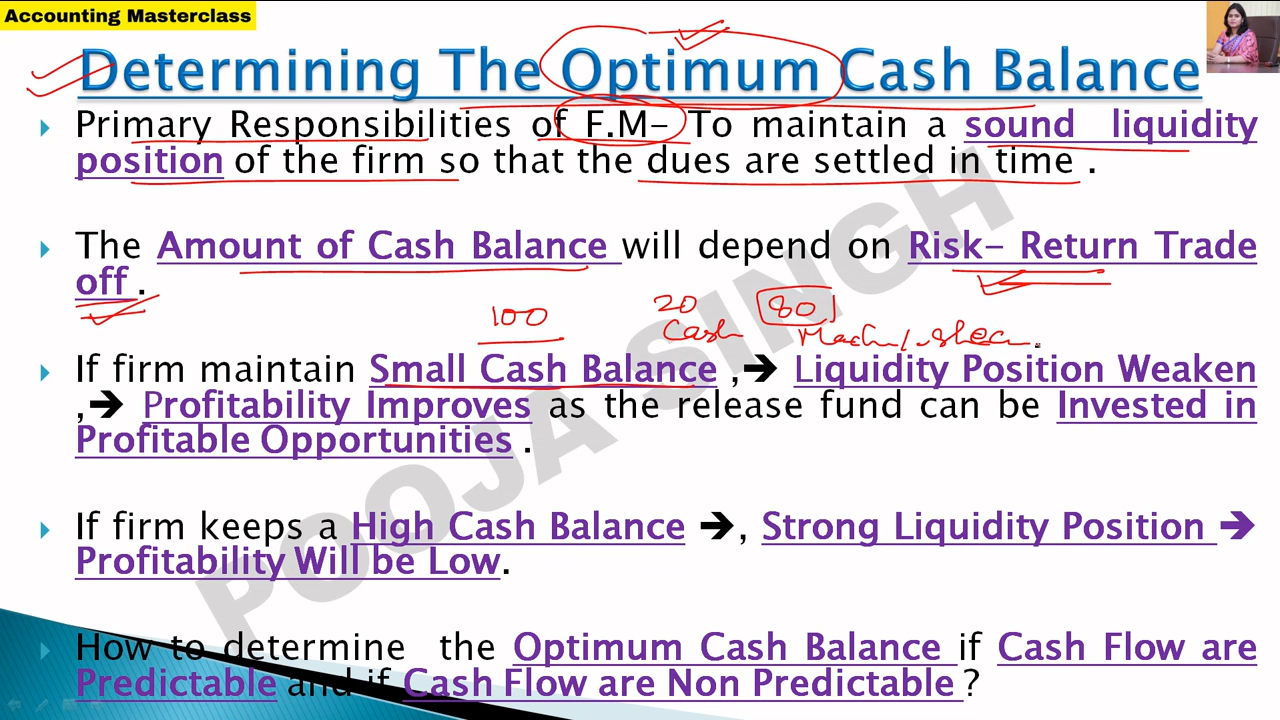 Accounting Masterclass
Determining The Optimum Cash Balance
Primary Responsibilities of F.M- To maintain a sound liquidity
position of the firm so that the dues are settled in time .
The Amount of Cash Balance will depend on Risk- Return Trade
off .
100 20 80
Cash
If firm maintain Small Cash Balance ,🡺 Liquidity Position Weaken
,🡺 Profitability Improves as the release fund can be Invested in
Profitable Opportunities .
If firm keeps a High Cash Balance 🡺, Strong Liquidity Position 🡺
Profitability Will be Low.
How to determine the Optimum Cash Balance if Cash Flow are
Predictable and if Cash Flow are Non Predictable ?
POOJA SINGH